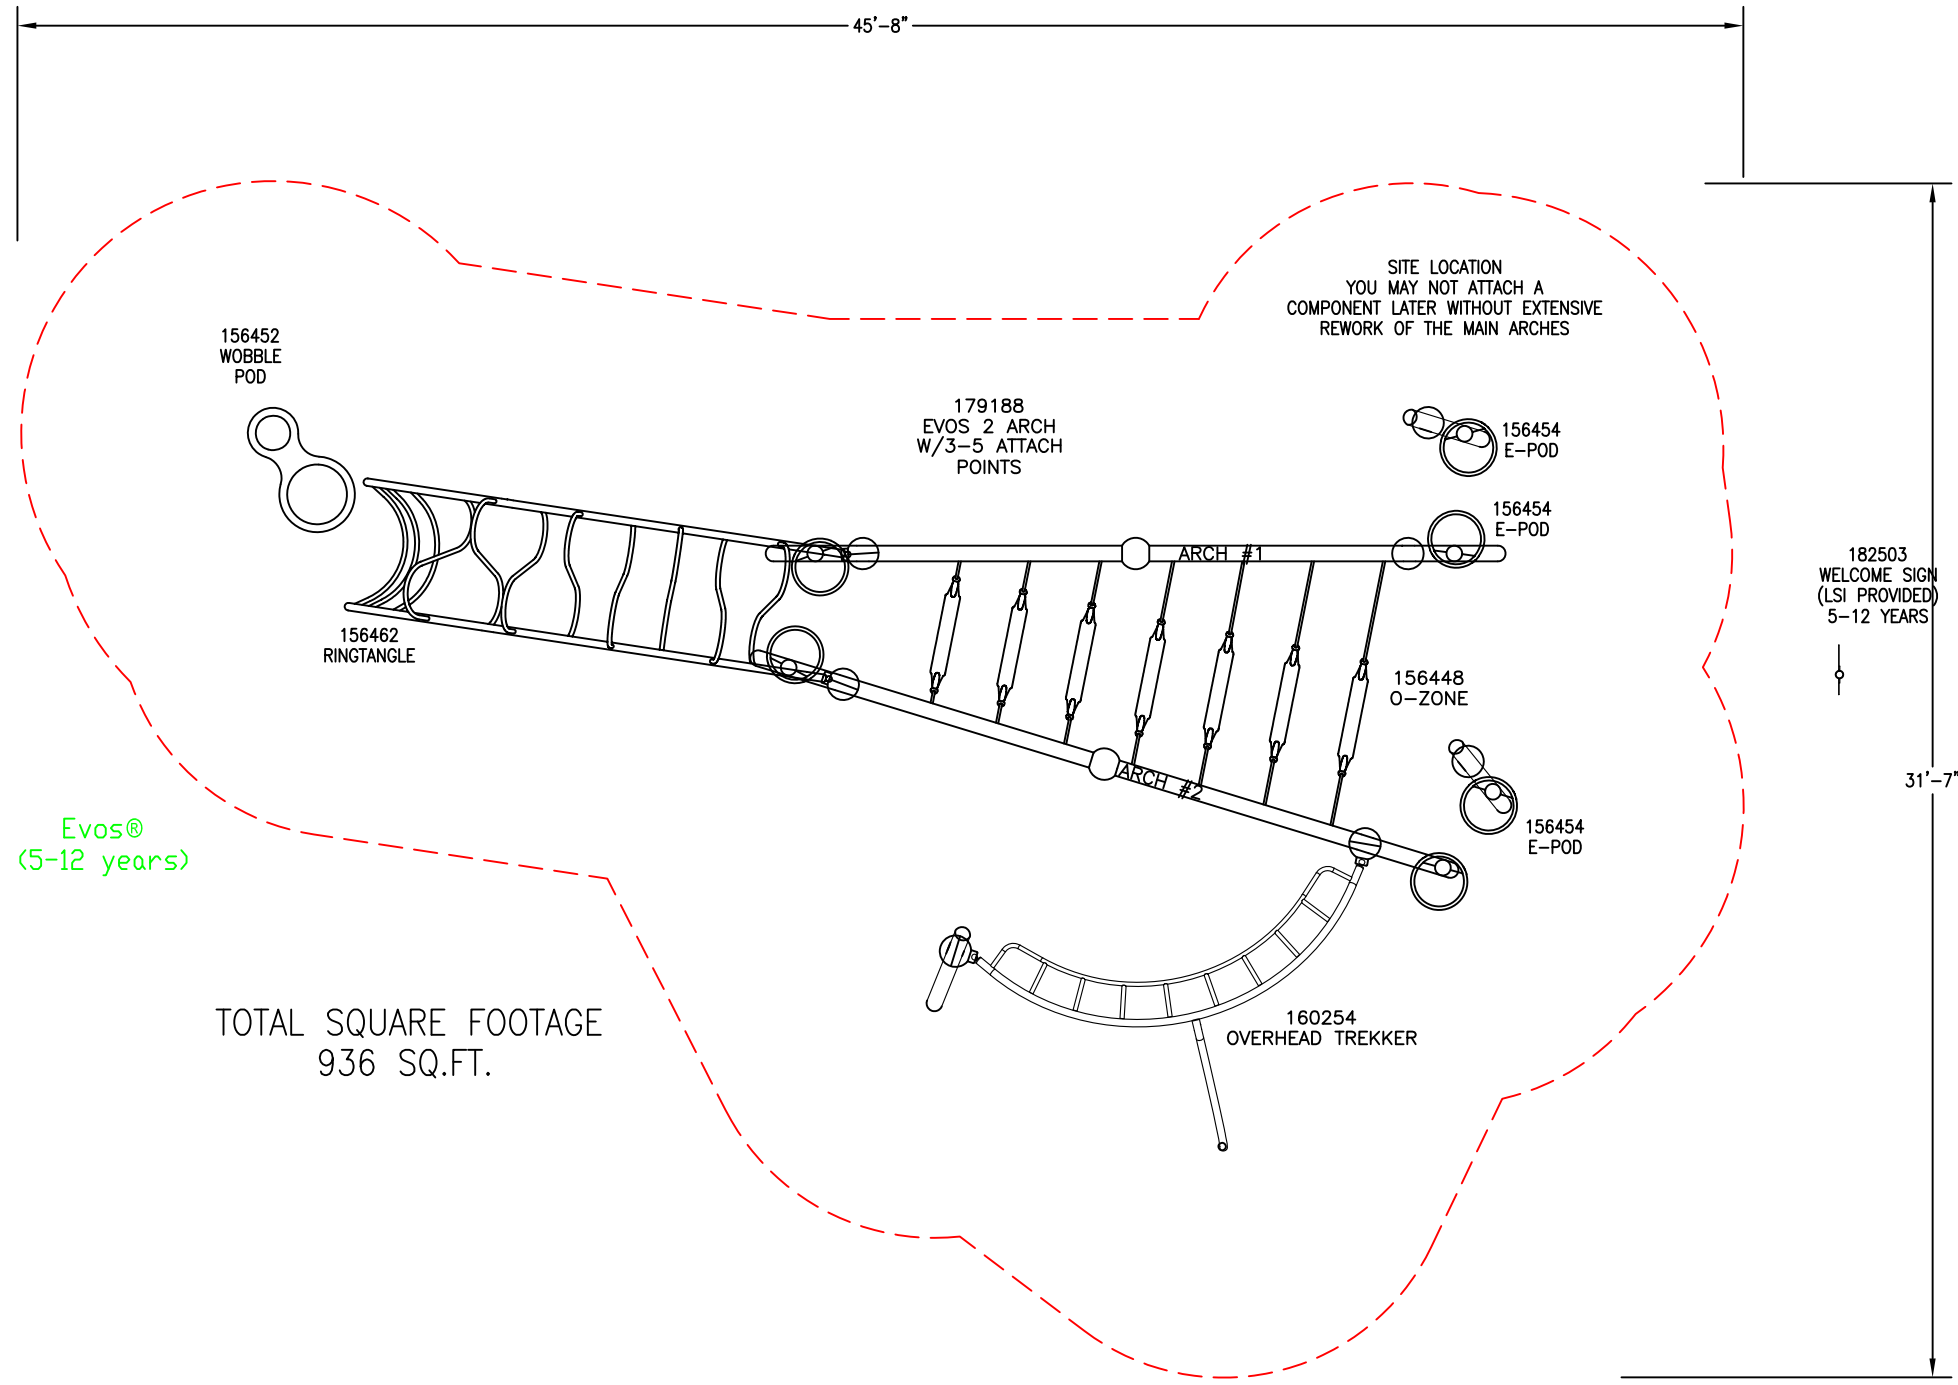 45'-8"
SITE LOCATION
YOU MAY NOT ATTACH A
COMPONENT LATER WITHOUT EXTENSIVE
REWORK OF THE MAIN ARCHES
156452
WOBBLE
POD
179188
EVOS 2 ARCH
W/3-5 ATTACH
POINTS
156454
E-POD
156454
E-POD
ARCH #1
182503
WELCOME SIGN
(LSI PROVIDED)
5-12 YEARS
156462
RINGTANGLE
156448
O-ZONE
ARCH #2
31'-7"
Evos®
(5-12 years)
156454
E-POD
TOTAL SQUARE FOOTAGE
936 SQ.FT.
160254
OVERHEAD TREKKER